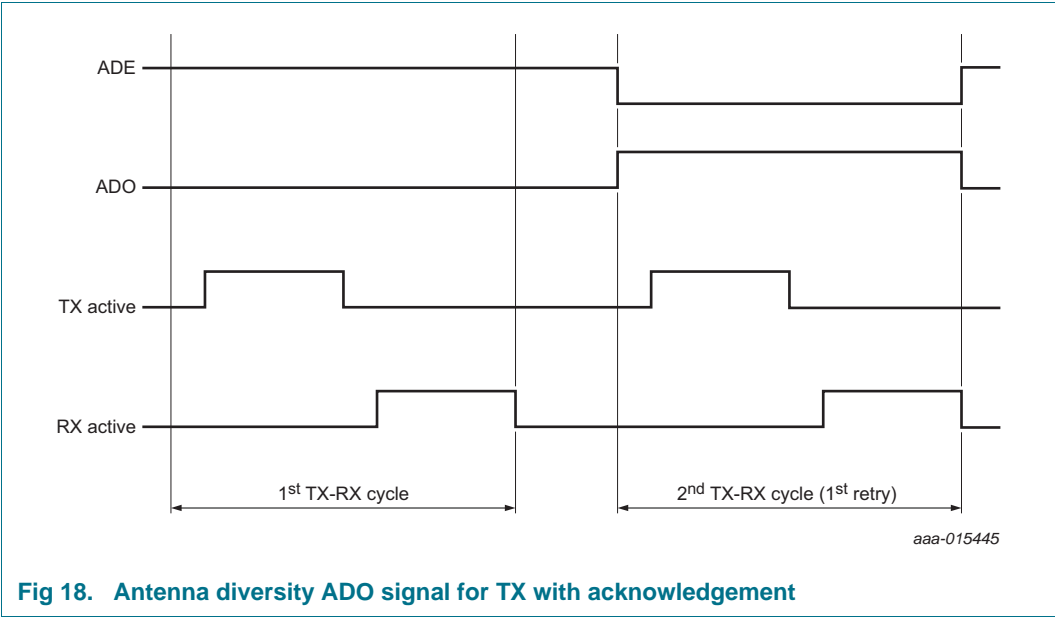 ADE
ADO
TX active
RX active
1st TX-RX cycle
2nd TX-RX cycle (1st retry)
aaa-015445
Fig 18. Antenna diversity ADO signal for TX with acknowledgement